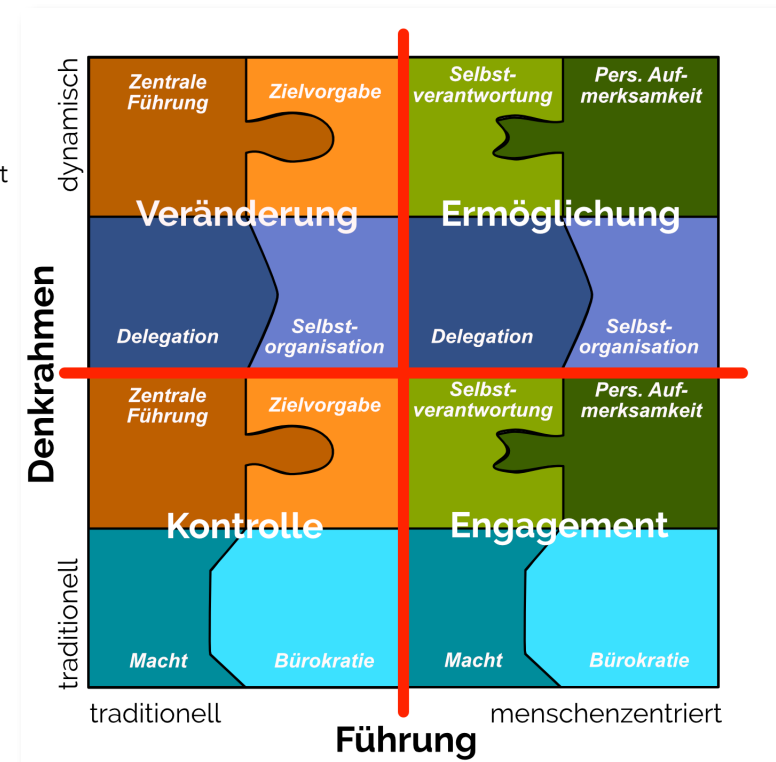 dynamisch
t
Zentrale
Führung
Zielvorgabe
Selbst-
verantwortung
Pers. Auf-
merksamkeit
Veränderung
Ermöglichung
Delegation
Selbst-
organisation
Delegation
Selbst-
organisation
Denkrahmen
Zentrale
Führung
Zielvorgabe
Selbst-
verantwortung
Pers. Auf-
merksamkeit
Kontrolle
Engagement
traditionell
Macht
Bürokratie
Macht
Bürokratie
traditionell
menschenzentriert
Führung